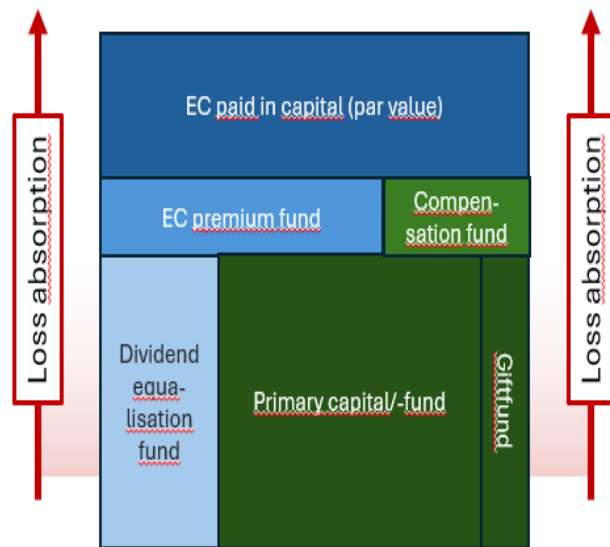 EC paid in capital (par value)
EC premium fund
Compen-
sation fund
Dividend
equa-
lisation
fund
Primary capital/-fund
Giftfund
Loss absorption
Loss absorption